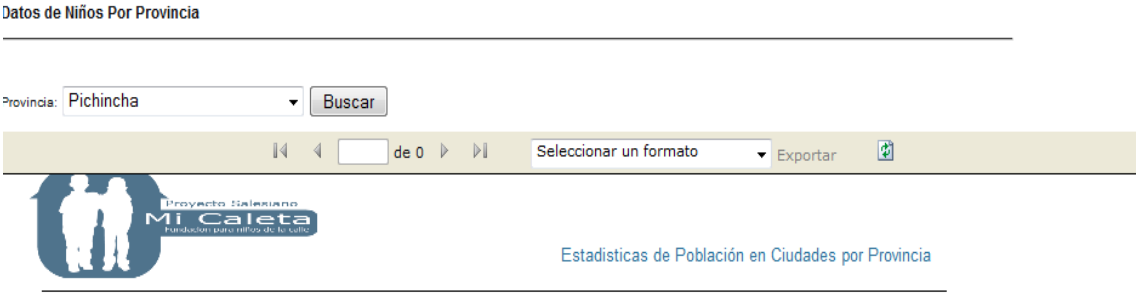 Datos de Niños Por Provincia
Provincia: Pichincha Buscar
de 0 Seleccionar un formato Exportar
Proyecto Salesiano
Mi Caleta
Fundacion para niños de la calle
Estadisticas de Población en Ciudades por Provincia